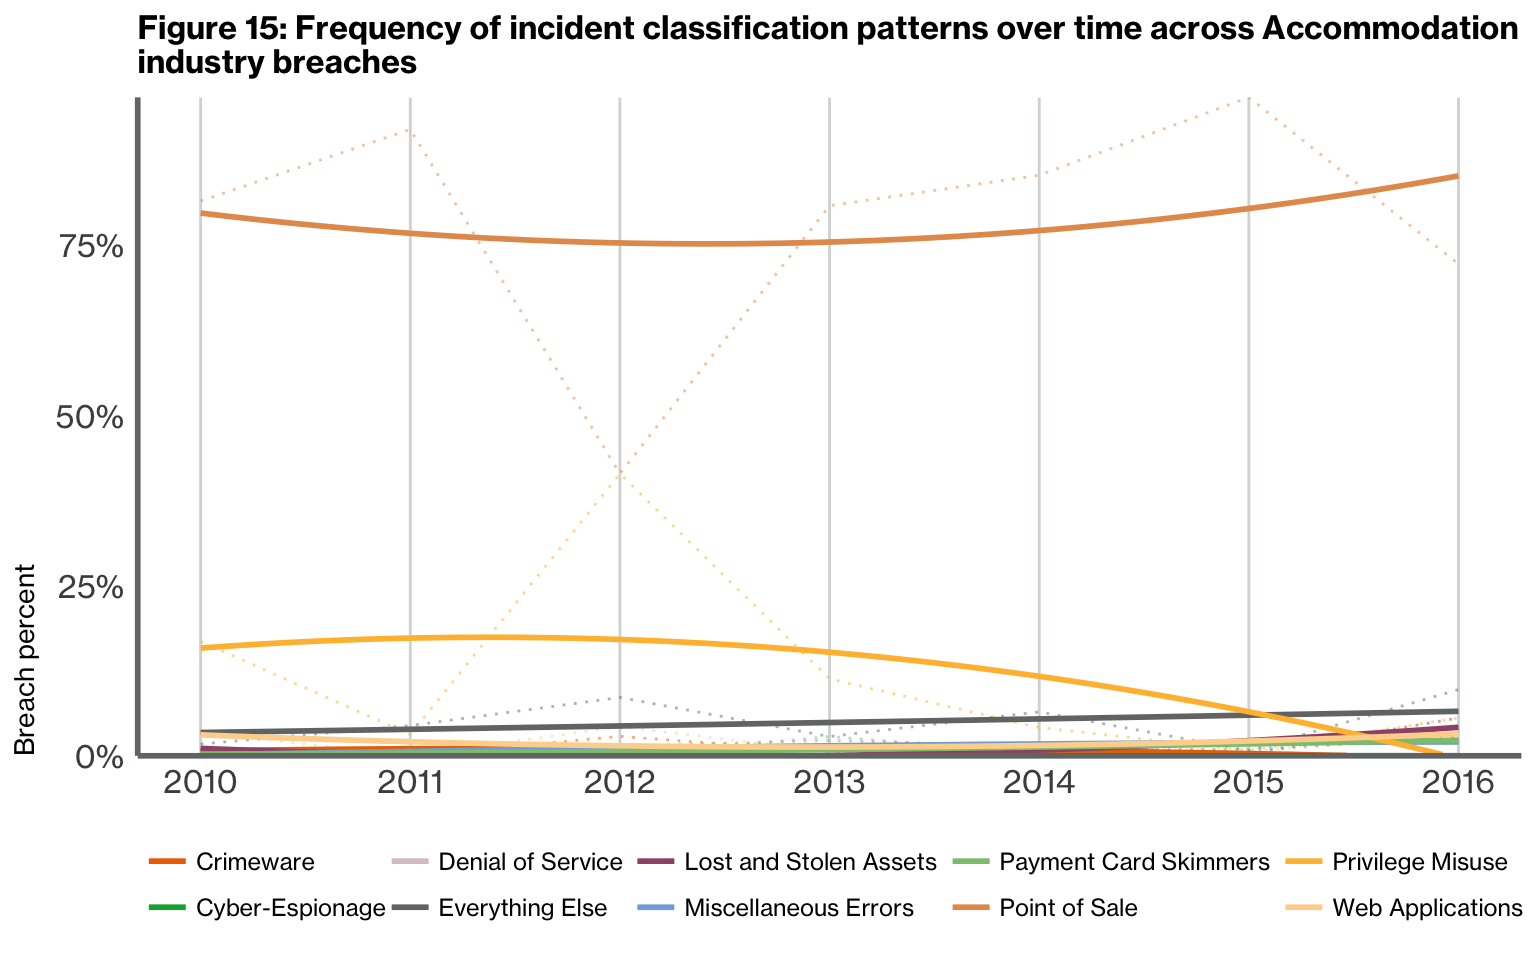 Figure 15: Frequency of incident classification patterns over time across Accommodation
industry breaches
75%
50%
25%
0%
Breach percent
2010 2011 2012 2013 2014 2015 2016
Crimeware Denial of Service Lost and Stolen Assets Payment Card Skimmers Privilege Misuse
Cyber-Espionage Everything Else Miscellaneous Errors Point of Sale Web Applications